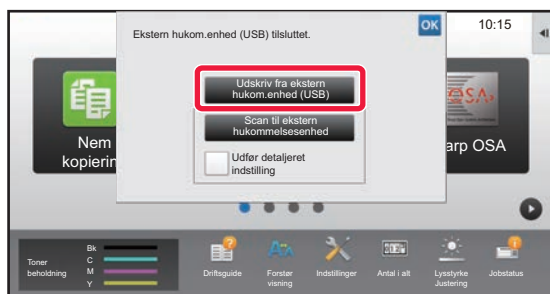 Ekstern hukom.enhed (USB) tilsluttet.
OK
10:15
Udskriv fra ekstern
hukom.enhed (USB)
Scan til ekstern
hukommelsesenhed
Udfør detaljeret
indstilling
Nem
kopierin
arp OSA
Toner
beholdning
Bk
C
M
Y
Driftsguide
Forstør
visning
Indstillinger
Antal i alt
Lysstyrke
Justering
Jobstatus